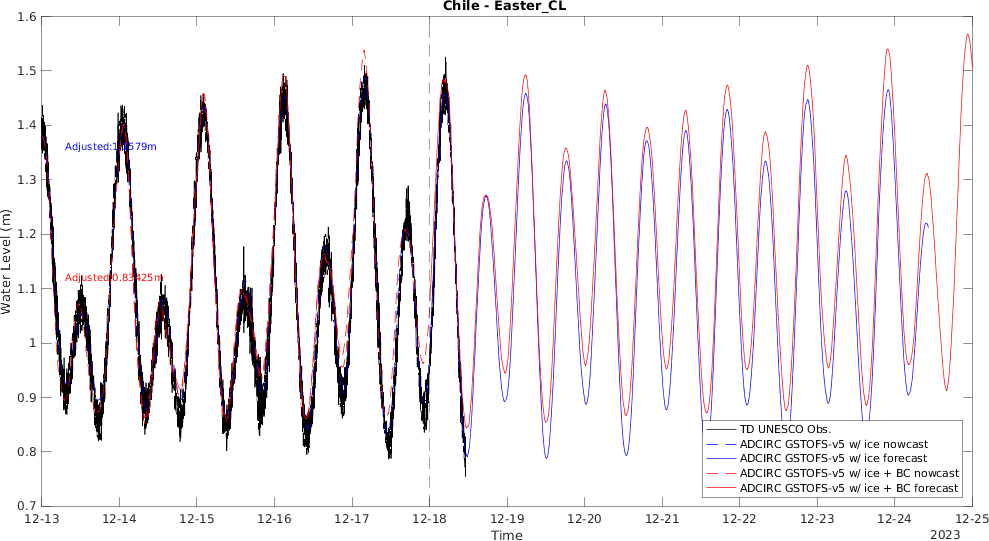 Chile - Easter_CL
1.6
1.5
1.4
1.3
1.2
1.1
1
0.9
0.8
0.7
Water Level (m)
Adjusted:
579m
Adjusted:0.83425m
TD UNESCO Obs.
ADCIRC GSTOFS-v5 w/ ice nowcast
ADCIRC GSTOFS-v5 w/ ice forecast
ADCIRC GSTOFS-v5 w/ ice + BC nowcast
ADCIRC GSTOFS-v5 w/ ice + BC forecast
12-13 12-14 12-15 12-16 12-17 12-18 12-19 12-20 12-21 12-22 12-23 12-24 12-25
Time
2023